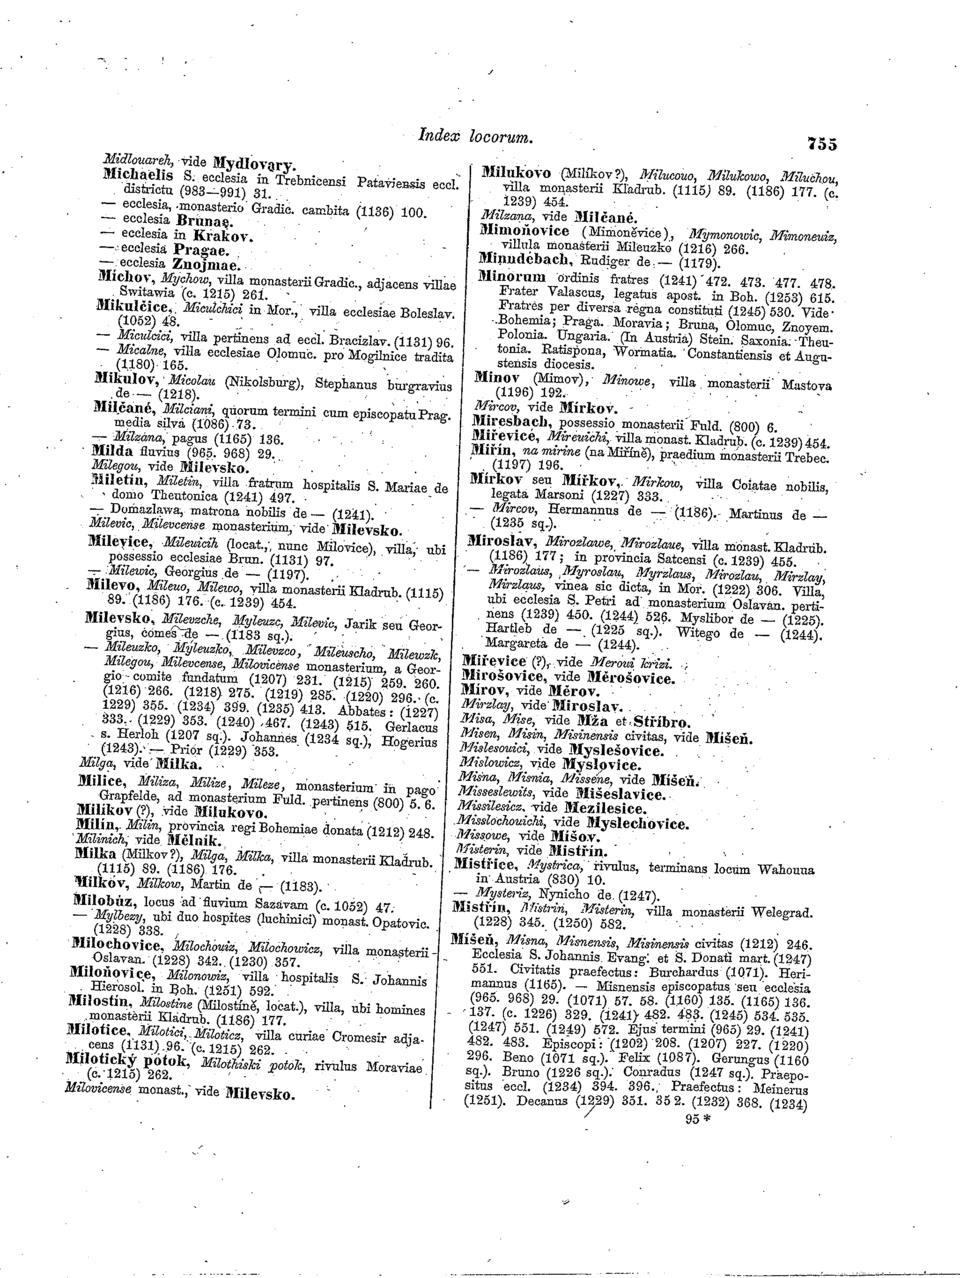 Index locorum.
755
Midlouareh, vide Mydlovary.
Michaelis S. ecclesia in Trebnicensi Pataviensis eccl.
districtu (983—991) 31.
— ecclesia, monasterio Gradic. cambita (1136) 100.
— ecclesia Brunae.
— ecclesia in Krakov.
— ecclesia Pragae.
— ecclesia Znojmae.
Michov, Mychow, villa monasterii Gradic., adjacens villae
Switawia (c. 1215) 261.
Mikulčice, Miculchici in Mor., villa ecclesiae Boleslav.
(1052) 48.
— Miculcici, villa pertinens ad eccl. Bracizlav. (1131) 96.
— Micalne, villa ecclesiae Olomuc. pro Mogilnice tradita
(1180) 165.
Mikulov, Micolau (Nikolsburg), Stephanus burgravius
de — (1218).
Milčané, Milciani, quorum termini cum episcopatu Prag.
media silva (1086) 73.
— Milzana, pagus (1165) 136.
Milda fluvius (965. 968) 29.
Milegou, vide Milevsko.
Miletín, Miletin, villa fratrum hospitalis S. Mariae de
domo Theutonica (1241) 497.
— Domazlawa, matrona nobilis de — (1241).
Milevic, Milevcense monasterium, vide Milevsko.
Milevice, Mileuicih (locat., nunc Milovice), villa, ubi
possessio ecclesiae Brun. (1131) 97.
— Milewic, Georgius de — (1197).
Milevo, Mileuo, Milewo, villa monasterii Kladrub. (1115)
89. (1186) 176. (c. 1239) 454.
Milevsko, Milevzche, Myleuzc, Milevic, Jarik seu Geor-
gius, comes de — (1183 sq.).
— Mileuzko, Myleuzko, Milevzco, Mileuscho, Milewzk,
Milegou, Milevcense, Milovicense monasterium, a Geor-
gio comite fundatum (1207) 231. (1215) 259. 260.
(1216) 266. (1218) 275. (1219) 285. (1220) 296. (c.
1229) 355. (1234) 399. (1235) 413. Abbates: (1227)
333. (1229) 353. (1240) 467. (1243) 515. Gerlacus
s. Herloh (1207 sq.). Johannes (1234 sq.), Hogerius
(1243). — Prior (1229) 353.
Milga, vide Milka.
Milice, Miliza, Milize, Mileze, monasterium in pago
Grapfelde, ad monasterium Fuld. pertinens (800) 5. 6.
Milíkov (?), vide Milukovo.
Milín, Milin, provincia regi Bohemiae donata (1212) 248.
Milinich, vide Mělník.
Milka (Milkov?), Milga, Milka, villa monasterii Kladrub.
(1115) 89. (1186) 176.
Milkov, Milkow, Martin de — (1183).
Milobuz, locus ad fluvium Sazavam (c. 1052) 47.
— Mylbezy, ubi duo hospites (luchinici) monast. Opatovic.
(1228) 338.
Milochovice, Milochouiz, Milochowicz, villa monasterii
Oslavan. (1228) 342. (1230) 357.
Miloňovice, Milonowiz, villa hospitalis S. Johannis
Hierosol. in Boh. (1251) 592.
Milostín, Milostine (Milostíně, locat.), villa, ubi homines
monasterii Kladrub. (1186) 177.
Milotice, Milotici, Miloticz, villa curiae Cromesir adja-
cens (1131) 96. (c. 1215) 262.
Milotický potok, Milothiski potok, rivulus Moraviae
(c. 1215) 262.
Milovicense monast., vide Milevsko.
Milukovo (Milíkov?), Milucouo, Milukowo, Miluchou,
villa monasterii Kladrub. (1115) 89. (1186) 177. (c.
1239) 454.
Milzana, vide Milčané.
Mimoňovice (Mimoněvice), Mymonowic, Mimoneuiz,
villula monasterii Mileuzko (1216) 266.
Minudébach, Rudiger de — (1179).
Minorum ordinis fratres (1241) 472. 473. 477. 478.
Frater Valascus, legatus apost. in Boh. (1253) 615.
Fratres per diversa regna constituti (1245) 530. Vide
Bohemia; Praga. Moravia; Bruna, Olomuc, Znoyem.
Polonia. Ungaria. (In Austria) Stein. Saxonia. Theu-
tonia. Ratispona, Wormatia. Constantiensis et Augu-
stensis diocesis.
Minov (Mimov), Minowe, villa monasterii Mastova
(1196) 192.
Mircov, vide Mírkov.
Miresbach, possessio monasterii Fuld. (800) 6.
Miřevice, Mireuichi, villa monast. Kladrub. (c. 1239) 454.
Miřín, na mirine (na Miříně), praedium monasterii Trebec.
(1197) 196.
Mírkov seu Miřkov, Mirkow, villa Coiatae nobilis,
legata Marsoni (1227) 333.
— Mircov, Hermannus de — (1186). Martinus de —
(1235 sq.).
Miroslav, Mirozlawe, Mirozlaue, villa monast. Kladrub.
(1186) 177; in provincia Satcensi (c. 1239) 455.
— Mirozlaus, Myroslau, Myrzlaus, Mirozlau, Mirzlay,
Mirzlaus, vinea sic dicta, in Mor. (1222) 306. Villa,
ubi ecclesia S. Petri ad monasterium Oslavan. perti-
nens (1239) 450. (1244) 526. Myslibor de — (1225).
Hartleb de — (1225 sq.). Witego de — (1244).
Margareta de — (1244).
Miřevice (?), vide Meroui krizi.
Mirošovice, vide Měrošovice.
Mírov, vide Měrov.
Mirzlay, vide Miroslav.
Misa, Mise, vide Mža et Stříbro.
Misen, Misin, Misinensis civitas, vide Míšeň.
Mislesouici, vide Myslešovice.
Mislowicz, vide Myslovice.
Misna, Misnia, Missene, vide Míšeň.
Misseslewits, vide Mišeslavice.
Missilesicz, vide Mezilesice.
Misslochouichi, vide Myslechovice.
Missowe, vide Míšov.
Misterin, vide Mistřín.
Mistřice, Mystrica, rivulus, terminans locum Wahouua
in Austria (830) 10.
— Mysteriz, Nynicho de (1247).
Mistřín, Mistrin, Misterin, villa monasterii Welegrad.
(1228) 345. (1250) 582.
Míšeň, Misna, Misnensis, Misinensis civitas (1212) 246.
Ecclesia S. Johannis Evang. et S. Donati mart. (1247)
551. Civitatis praefectus: Burchardus (1071). Heri-
mannus (1165). — Misnensis episcopatus seu ecclesia
(965. 968) 29. (1071) 57. 58. (1160) 135. (1165) 136.
137. (c. 1226) 329. (1241) 482. 483. (1245) 534. 535.
(1247) 551. (1249) 572. Ejus termini (965) 29. (1241)
482. 483. Episcopi: (1202) 208. (1207) 227. (1220)
296. Beno (1071 sq.). Felix (1087). Gerungus (1160
sq.). Bruno (1226 sq.). Conradus (1247 sq.). Praepo-
situs eccl. (1234) 394. 396. Praefectus: Meinerus
(1251). Decanus (1229) 351. 352. (1232) 368. (1234)
95 *